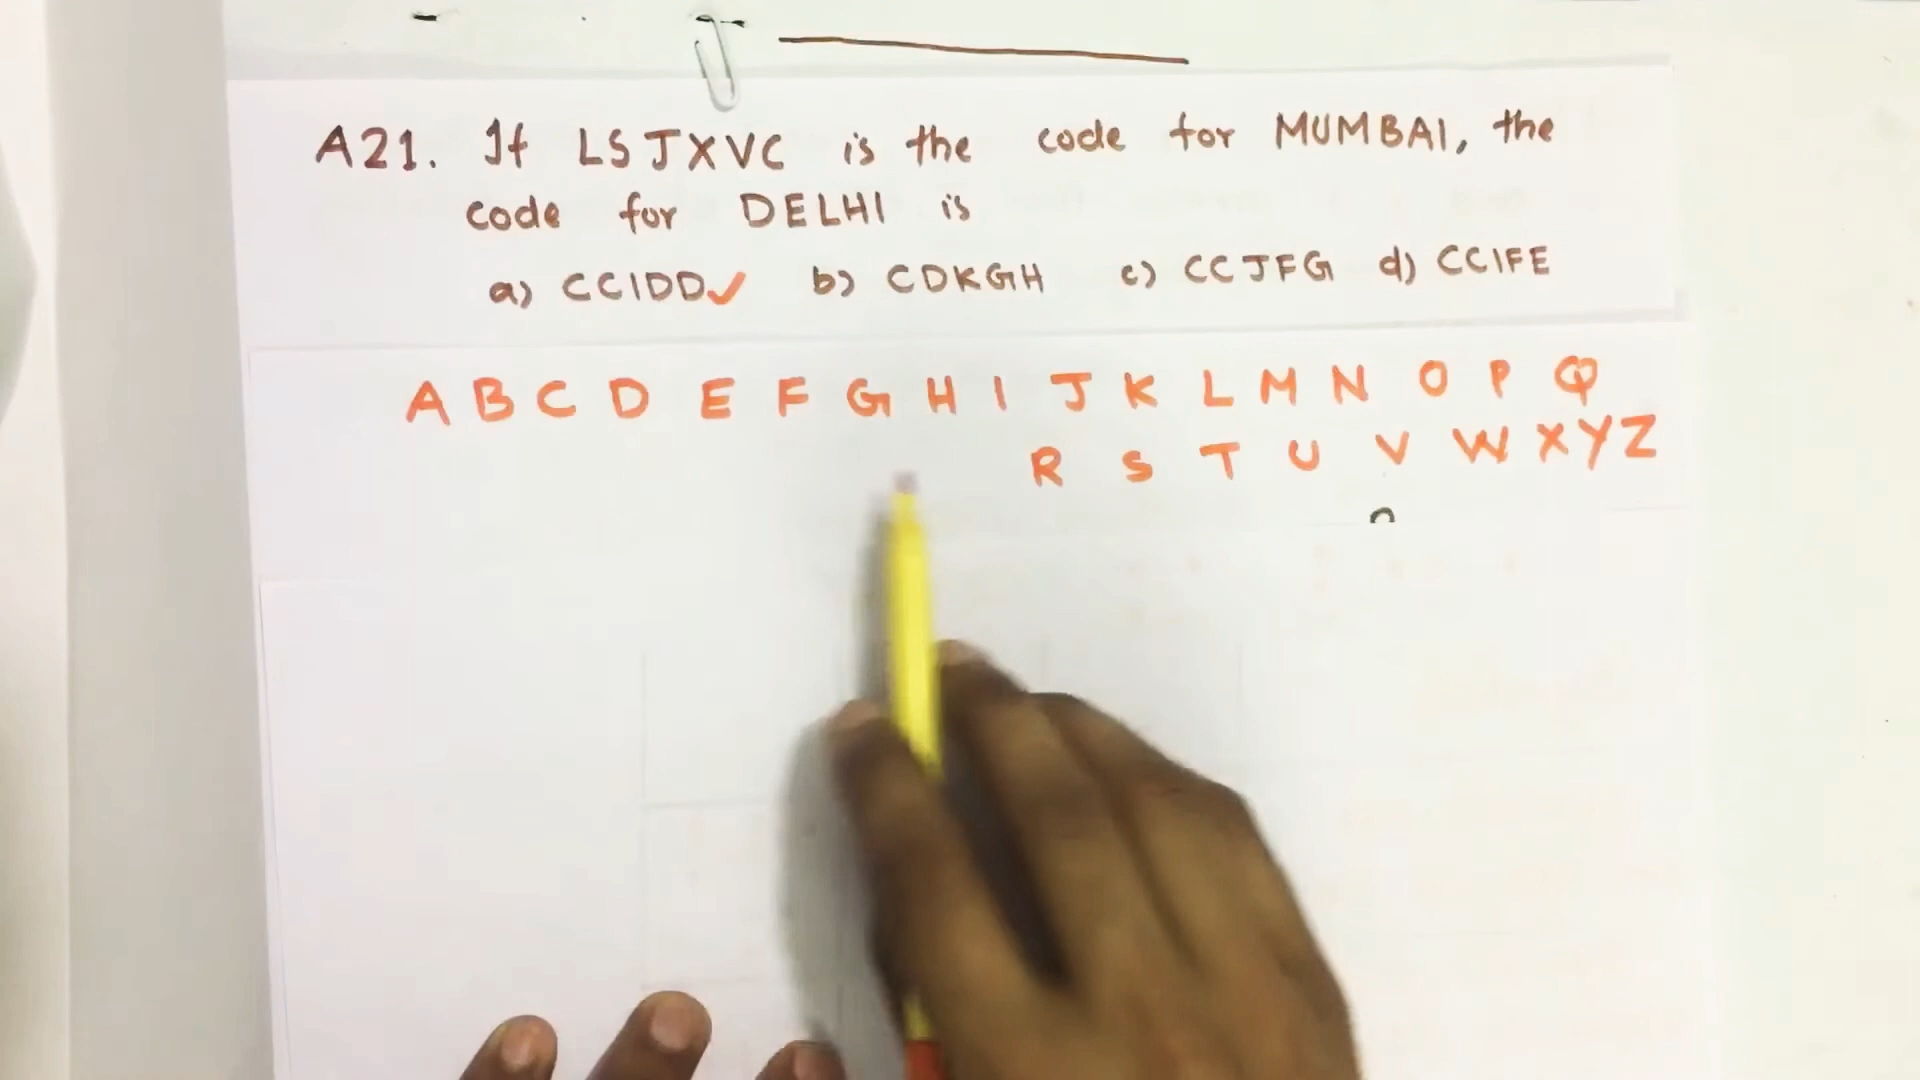 A21. If LSJXVC is the code for MUMBAI, the
code for DELHI is
a) CCIDD✓ b) CDKGH c) CCJFG d) CCIFE
A B C D E F G H I J K L M N O P Q
R S T U V W X Y Z